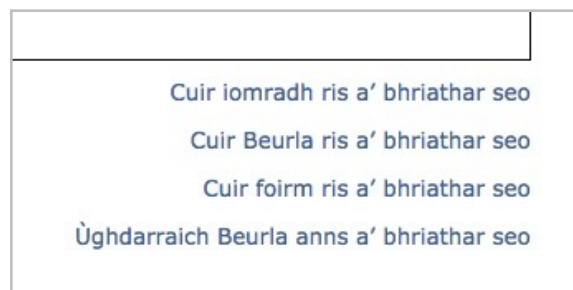 Cuir iomradh ris a’ bhriathar seo
Cuir Beurla ris a’ bhriathar seo
Cuir foirm ris a’ bhriathar seo
Ùghdarraich Beurla anns a’ bhriathar seo